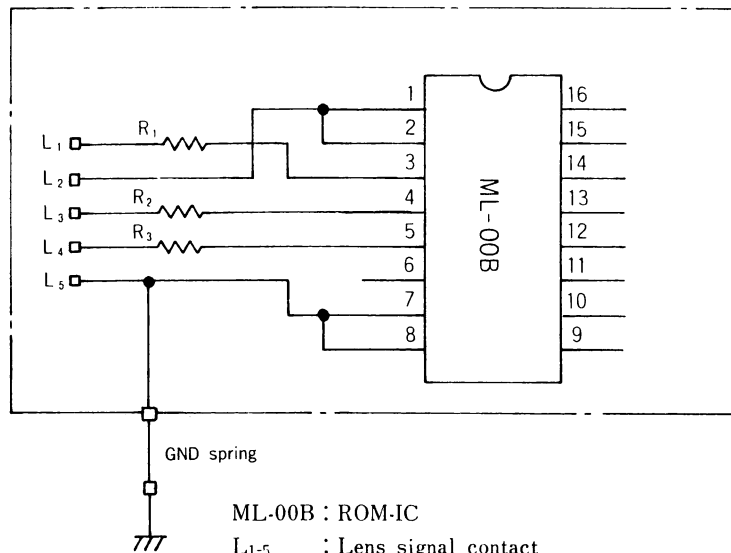 1
16
2
15
L₁
R₁
3
14
L₂
L₃
R₂
4
13
L₄
R₃
5
12
L₅
6
11
7
10
8
9
ML-00B
GND spring
ML-00B : ROM-IC
L₁₋₅ : Lens signal contact